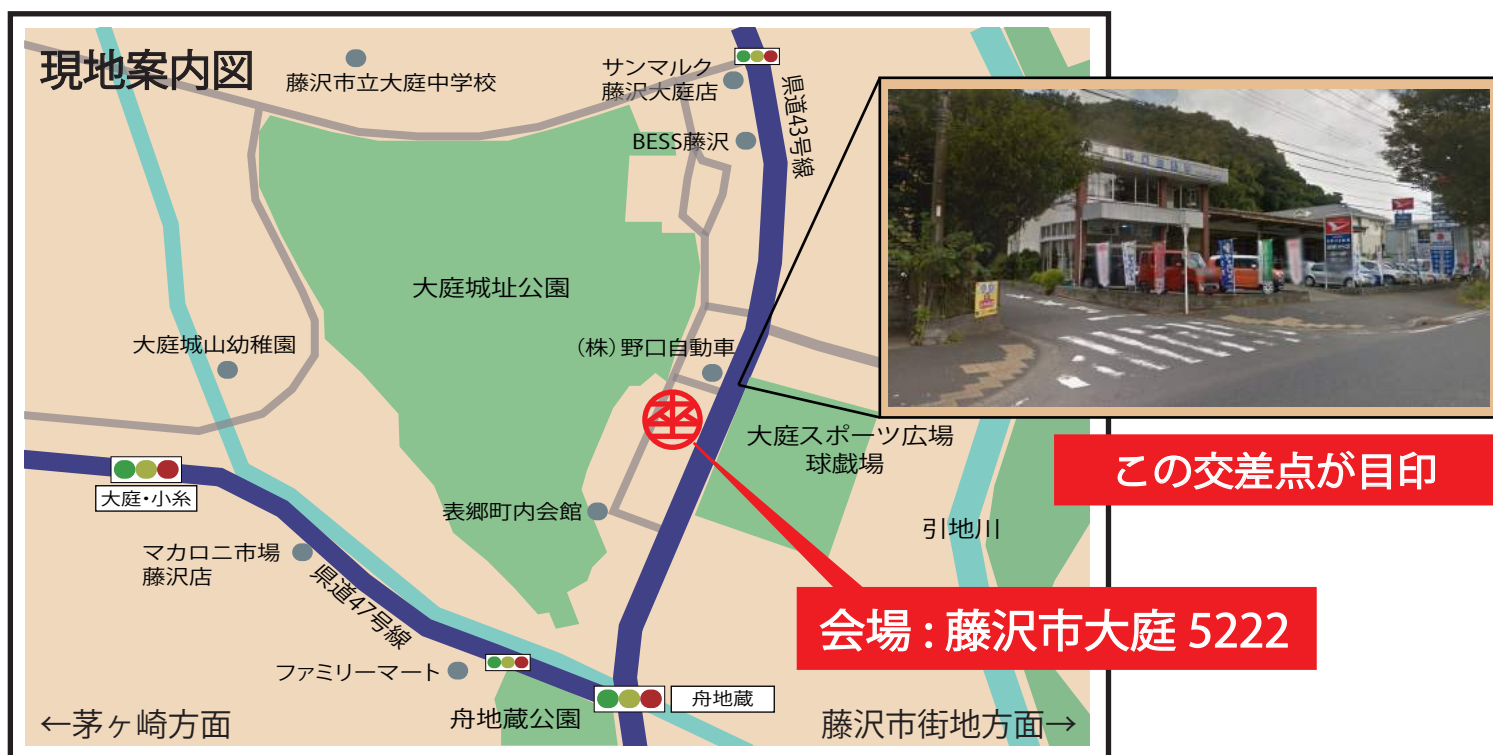 現地案内図
藤沢市立大庭中学校
サンマルク
藤沢大庭店
県道43号線
BESS藤沢
大庭城址公園
大庭城山幼稚園
(株)野口自動車
大庭スポーツ広場
球戯場
この交差点が目印
大庭・小糸
表郷町内会館
引地川
マカロニ市場
藤沢店
県道47号線
会場:藤沢市大庭 5222
ファミリーマート
舟地蔵
舟地蔵公園
←茅ヶ崎方面
藤沢市街地方面→